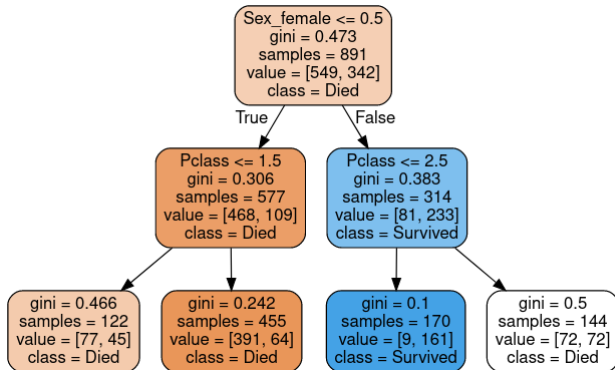 Sex_female <= 0.5
gini = 0.473
samples = 891
value = [549, 342]
class = Died
True
False
Pclass <= 1.5
gini = 0.306
samples = 577
value = [468, 109]
class = Died
Pclass <= 2.5
gini = 0.383
samples = 314
value = [81, 233]
class = Survived
gini = 0.466
samples = 122
value = [77, 45]
class = Died
gini = 0.242
samples = 455
value = [391, 64]
class = Died
gini = 0.1
samples = 170
value = [9, 161]
class = Survived
gini = 0.5
samples = 144
value = [72, 72]
class = Died